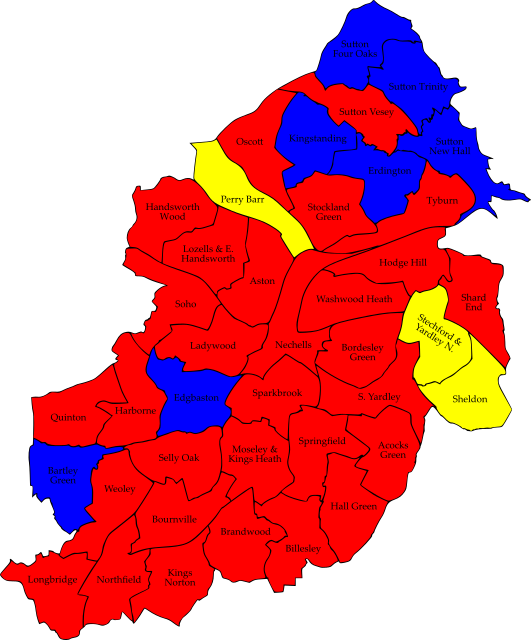 Sutton
Four Oaks
Sutton Trinity
Sutton Vesey
Kingstanding
Sutton
New Hall
Oscott
Erdington
Perry Barr
Tyburn
Stockland
Green
Handsworth
Wood
Lozells & E.
Handsworth
Hodge Hill
Aston
Washwood Heath
Shard
End
Soho
Stechford &
Yardley N.
Ladywood
Nechells
Bordesley
Green
Edgbaston
Sparkbrook
S. Yardley
Sheldon
Quinton
Harborne
Springfield
Acocks
Green
Moseley &
Kings Heath
Selly Oak
Bartley
Green
Weoley
Hall Green
Bournville
Brandwood
Billesley
Longbridge
Northfield
Kings
Norton